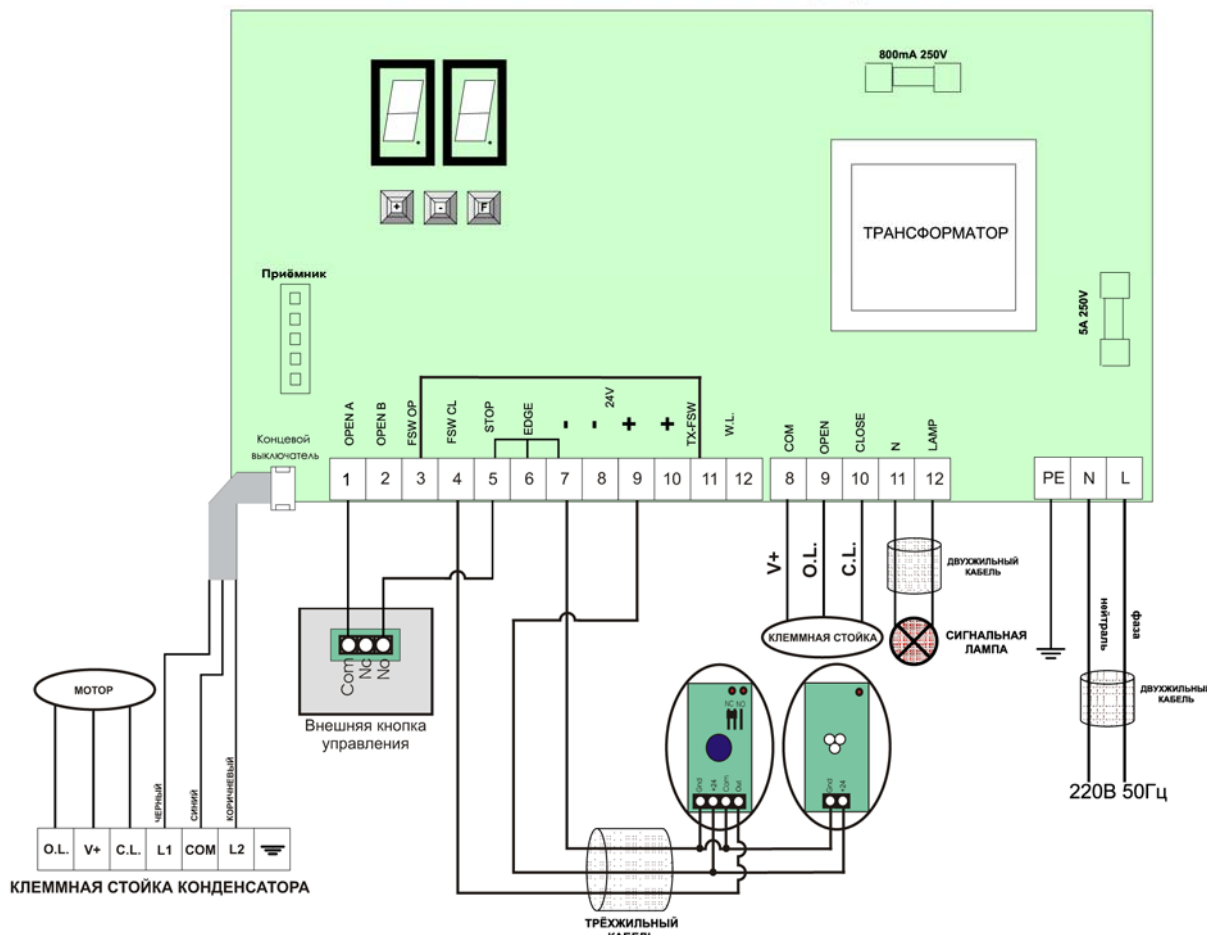 800mA 250V
+
-
F
ТРАНСФОРМАТОР
Приёмник
5A 250V
OPEN A
OPEN B
FSW OP
FSW CL
STOP
EDGE
-
-
24V
+
+
TX-FSW
W.L.
COM
OPEN
CLOSE
N
LAMP
Концевой
выключатель
1 2 3 4 5 6 7 8 9 10 11 12
8 9 10 11 12
PE N L
V+
O.L.
C.L.
ДВУХЖИЛЬНЫЙ
КАБЕЛЬ
нейтраль
фаза
КЛЕММНАЯ СТОЙКА
СИГНАЛЬНАЯ
ЛАМПА
Com
Nc
No
Внешняя кнопка
управления
МОТОР
ЧЕРНЫЙ
СИНИЙ
КОРИЧНЕВЫЙ
NC NO
Gnd
+24
Com
Out
Gnd
+24
ДВУХЖИЛЬНЫЙ
КАБЕЛЬ
220В 50Гц
O.L. V+ C.L. L1 COM L2
КЛЕММНАЯ СТОЙКА КОНДЕНСАТОРА
ТРЁХЖИЛЬНЫЙ
КАБЕЛЬ